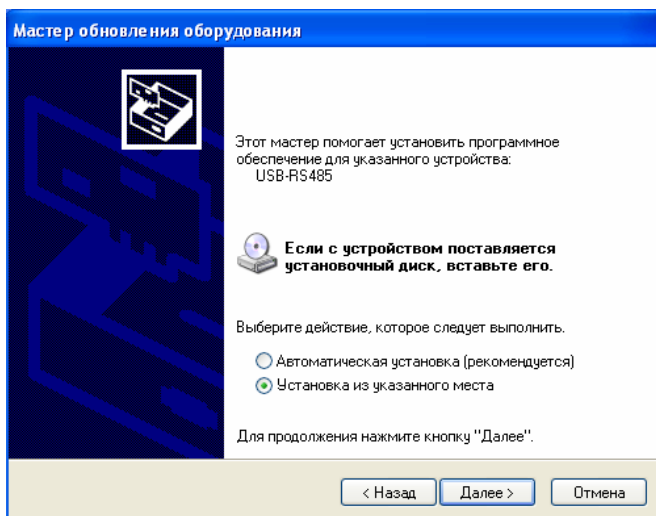 Мастер обновления оборудования
Этот мастер помогает установить программное
обеспечение для указанного устройства:
USB-RS485
Если с устройством поставляется
установочный диск, вставьте его.
Выберите действие, которое следует выполнить.
Автоматическая установка (рекомендуется)
Установка из указанного места
Для продолжения нажмите кнопку "Далее".
< Назад Далее > Отмена